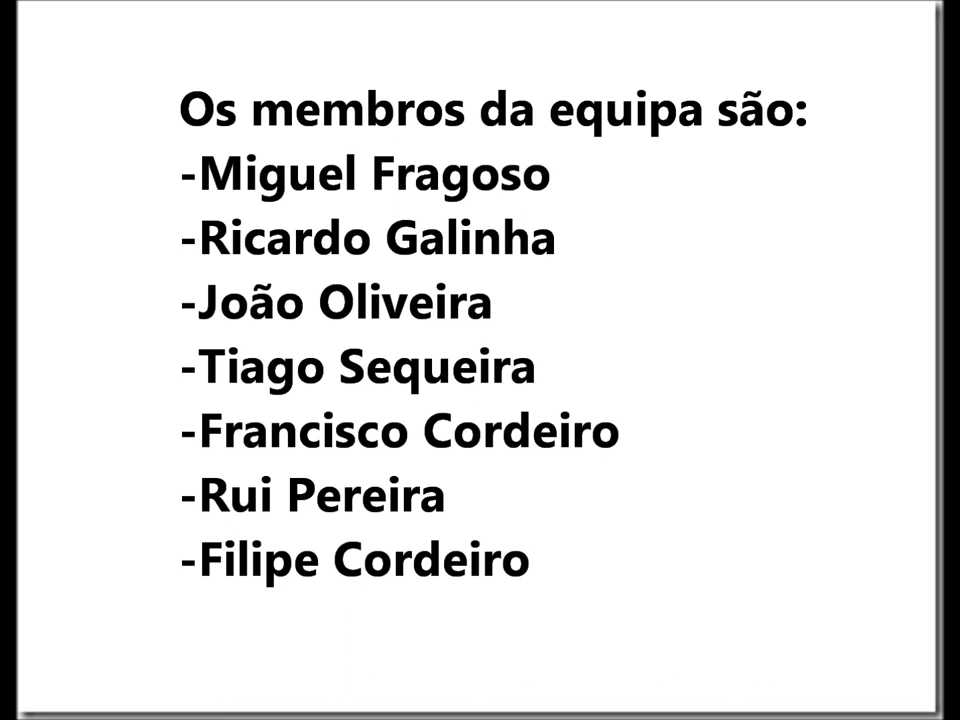 Os membros da equipa são:
-Miguel Fragoso
-Ricardo Galinha
-João Oliveira
-Tiago Sequeira
-Francisco Cordeiro
-Rui Pereira
-Filipe Cordeiro